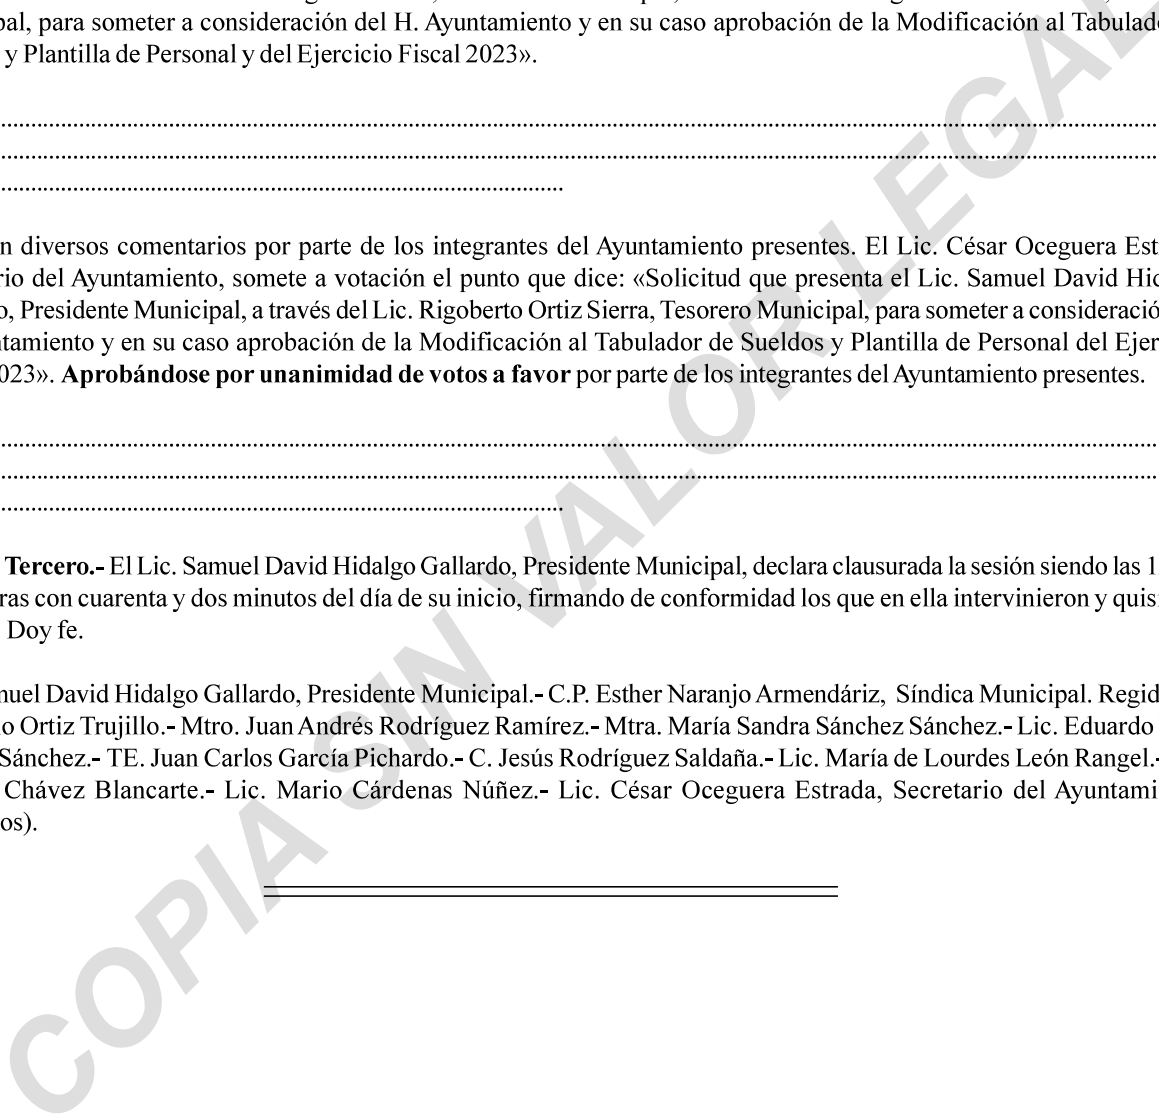 pal, para someter a consideración del H. Ayuntamiento y en su caso aprobación de la Modificación al Tabulad
y Plantilla de Personal y del Ejercicio Fiscal 2023».
n diversos comentarios por parte de los integrantes del Ayuntamiento presentes. El Lic. César Oceguera Est
rio del Ayuntamiento, somete a votación el punto que dice: «Solicitud que presenta el Lic. Samuel David Hid
o, Presidente Municipal, a través del Lic. Rigoberto Ortiz Sierra, Tesorero Municipal, para someter a consideració
ntamiento y en su caso aprobación de la Modificación al Tabulador de Sueldos y Plantilla de Personal del Ejer
023». Aprobándose por unanimidad de votos a favor por parte de los integrantes del Ayuntamiento presentes.
Tercero.- El Lic. Samuel David Hidalgo Gallardo, Presidente Municipal, declara clausurada la sesión siendo las 1
ras con cuarenta y dos minutos del día de su inicio, firmando de conformidad los que en ella intervinieron y quis
Doy fe.
muel David Hidalgo Gallardo, Presidente Municipal.- C.P. Esther Naranjo Armendáriz, Síndica Municipal. Regid
o Ortiz Trujillo.- Mtro. Juan Andrés Rodríguez Ramírez.- Mtra. María Sandra Sánchez Sánchez.- Lic. Eduardo
Sánchez.- TE. Juan Carlos García Pichardo.- C. Jesús Rodríguez Saldaña.- Lic. María de Lourdes León Rangel.-
Chávez Blancarte.- Lic. Mario Cárdenas Núñez.- Lic. César Oceguera Estrada, Secretario del Ayuntami
os).
COPIA SIN VALOR LEGAL